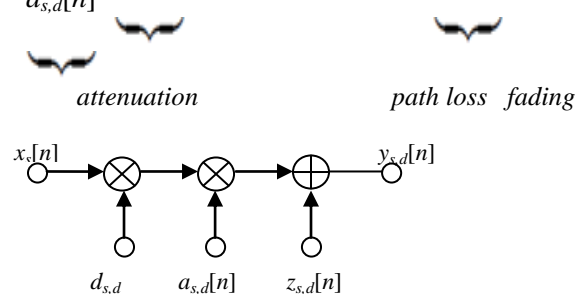 a_{s,d}[n]
attenuation path loss fading
x_s[n] y_{s,d}[n]
d_{s,d} a_{s,d}[n] z_{s,d}[n]